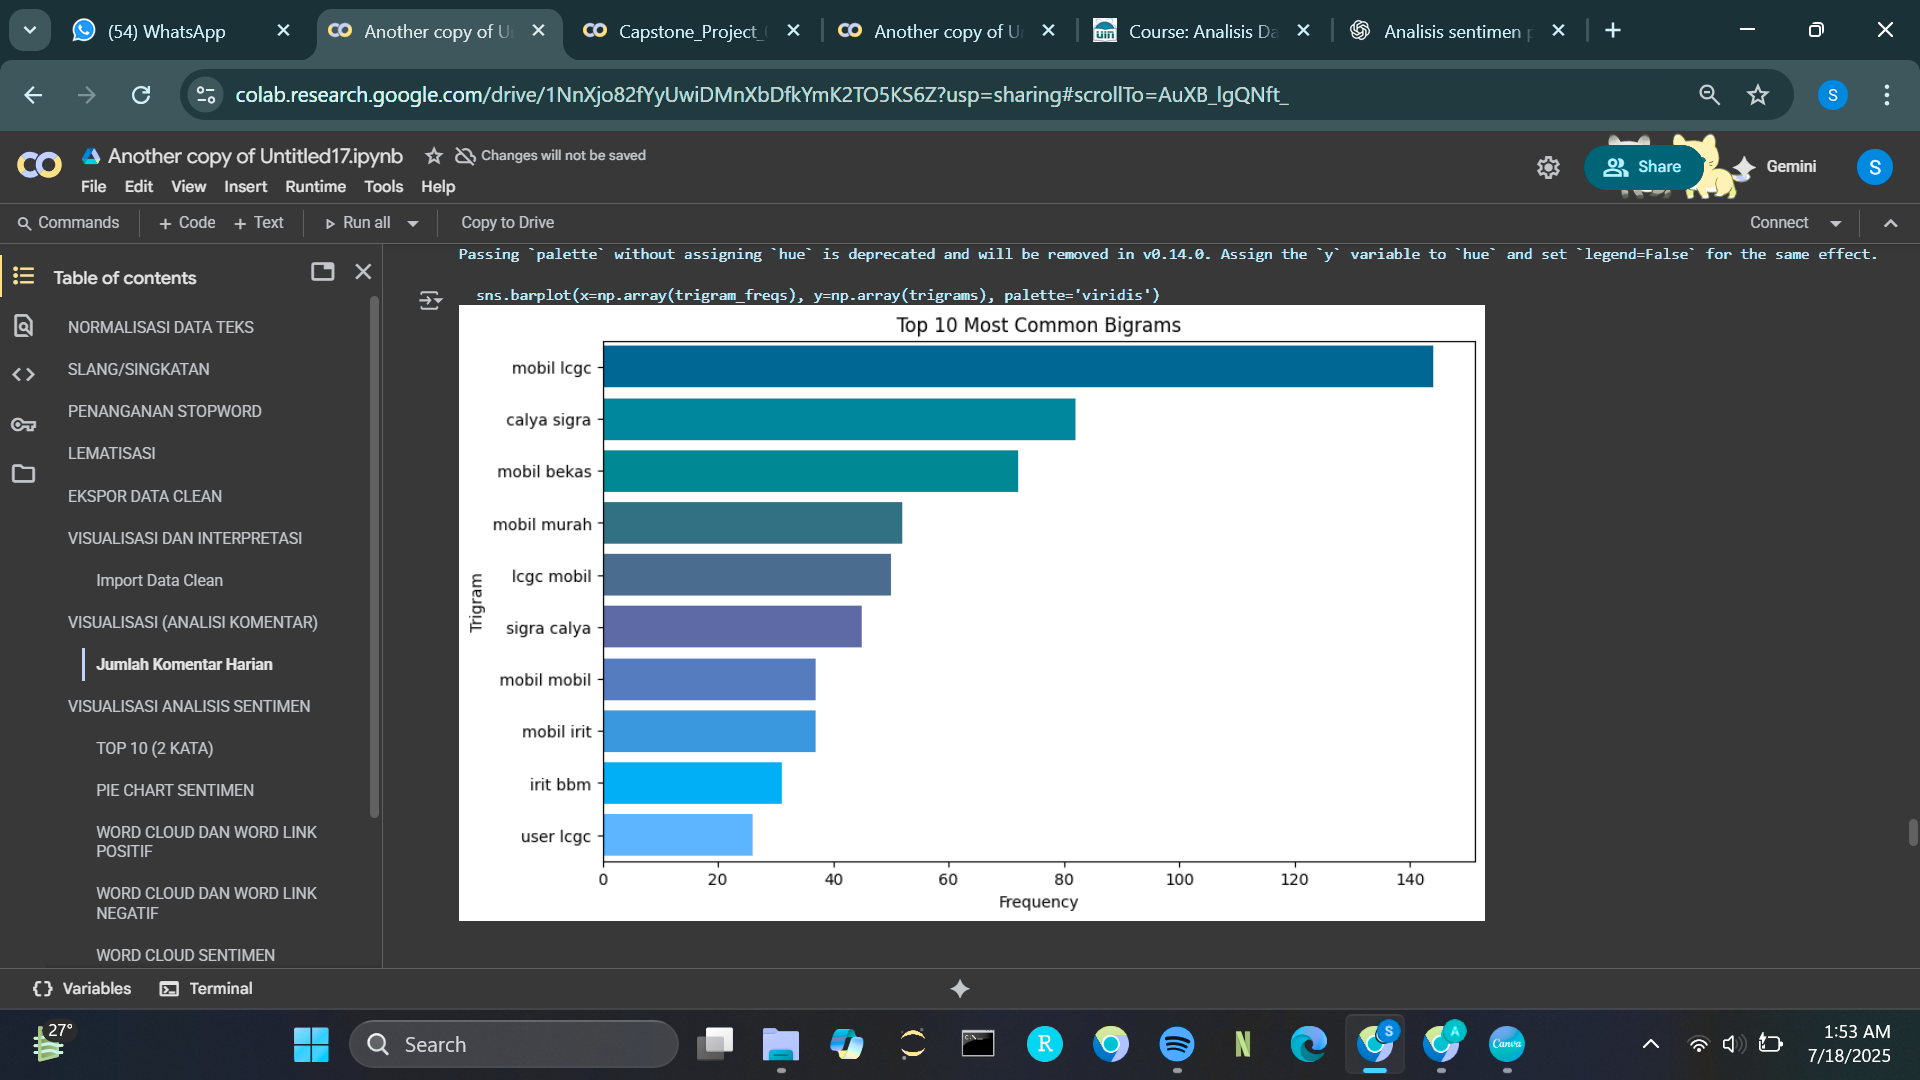 (54) WhatsApp
Another copy of U
Capstone_Project_
Another copy of U
Course: Analisis Da
Analisis sentimen p
colab.research.google.com/drive/1NnXjo82fYyUwiDMnXbDfkYmK2TO5KS6Z?usp=sharing#scrollTo=AuXB_lgQNft_
S
Another copy of Untitled17.ipynb
Changes will not be saved
File Edit View Insert Runtime Tools Help
Share
Gemini
S
Commands + Code + Text Run all Copy to Drive
Connect
Table of contents
NORMALISASI DATA TEKS
SLANG/SINGKATAN
PENANGANAN STOPWORD
LEMATISASI
EKSPOR DATA CLEAN
VISUALISASI DAN INTERPRETASI
Import Data Clean
VISUALISASI (ANALISI KOMENTAR)
Jumlah Komentar Harian
VISUALISASI ANALISIS SENTIMEN
TOP 10 (2 KATA)
PIE CHART SENTIMEN
WORD CLOUD DAN WORD LINK
POSITIF
WORD CLOUD DAN WORD LINK
NEGATIF
WORD CLOUD SENTIMEN
Passing `palette` without assigning `hue` is deprecated and will be removed in v0.14.0. Assign the `y` variable to `hue` and set `legend=False` for the same effect.
sns.barplot(x=np.array(trigram_freqs), y=np.array(trigrams), palette='viridis')
Top 10 Most Common Bigrams
Trigram
mobil lcgc
calya sigra
mobil bekas
mobil murah
lcgc mobil
sigra calya
mobil mobil
mobil irit
irit bbm
user lcgc
0 20 40 60 80 100 120 140
Frequency
Variables
Terminal
27°
Search
R
N
S
A
Canva
1:53 AM
7/18/2025